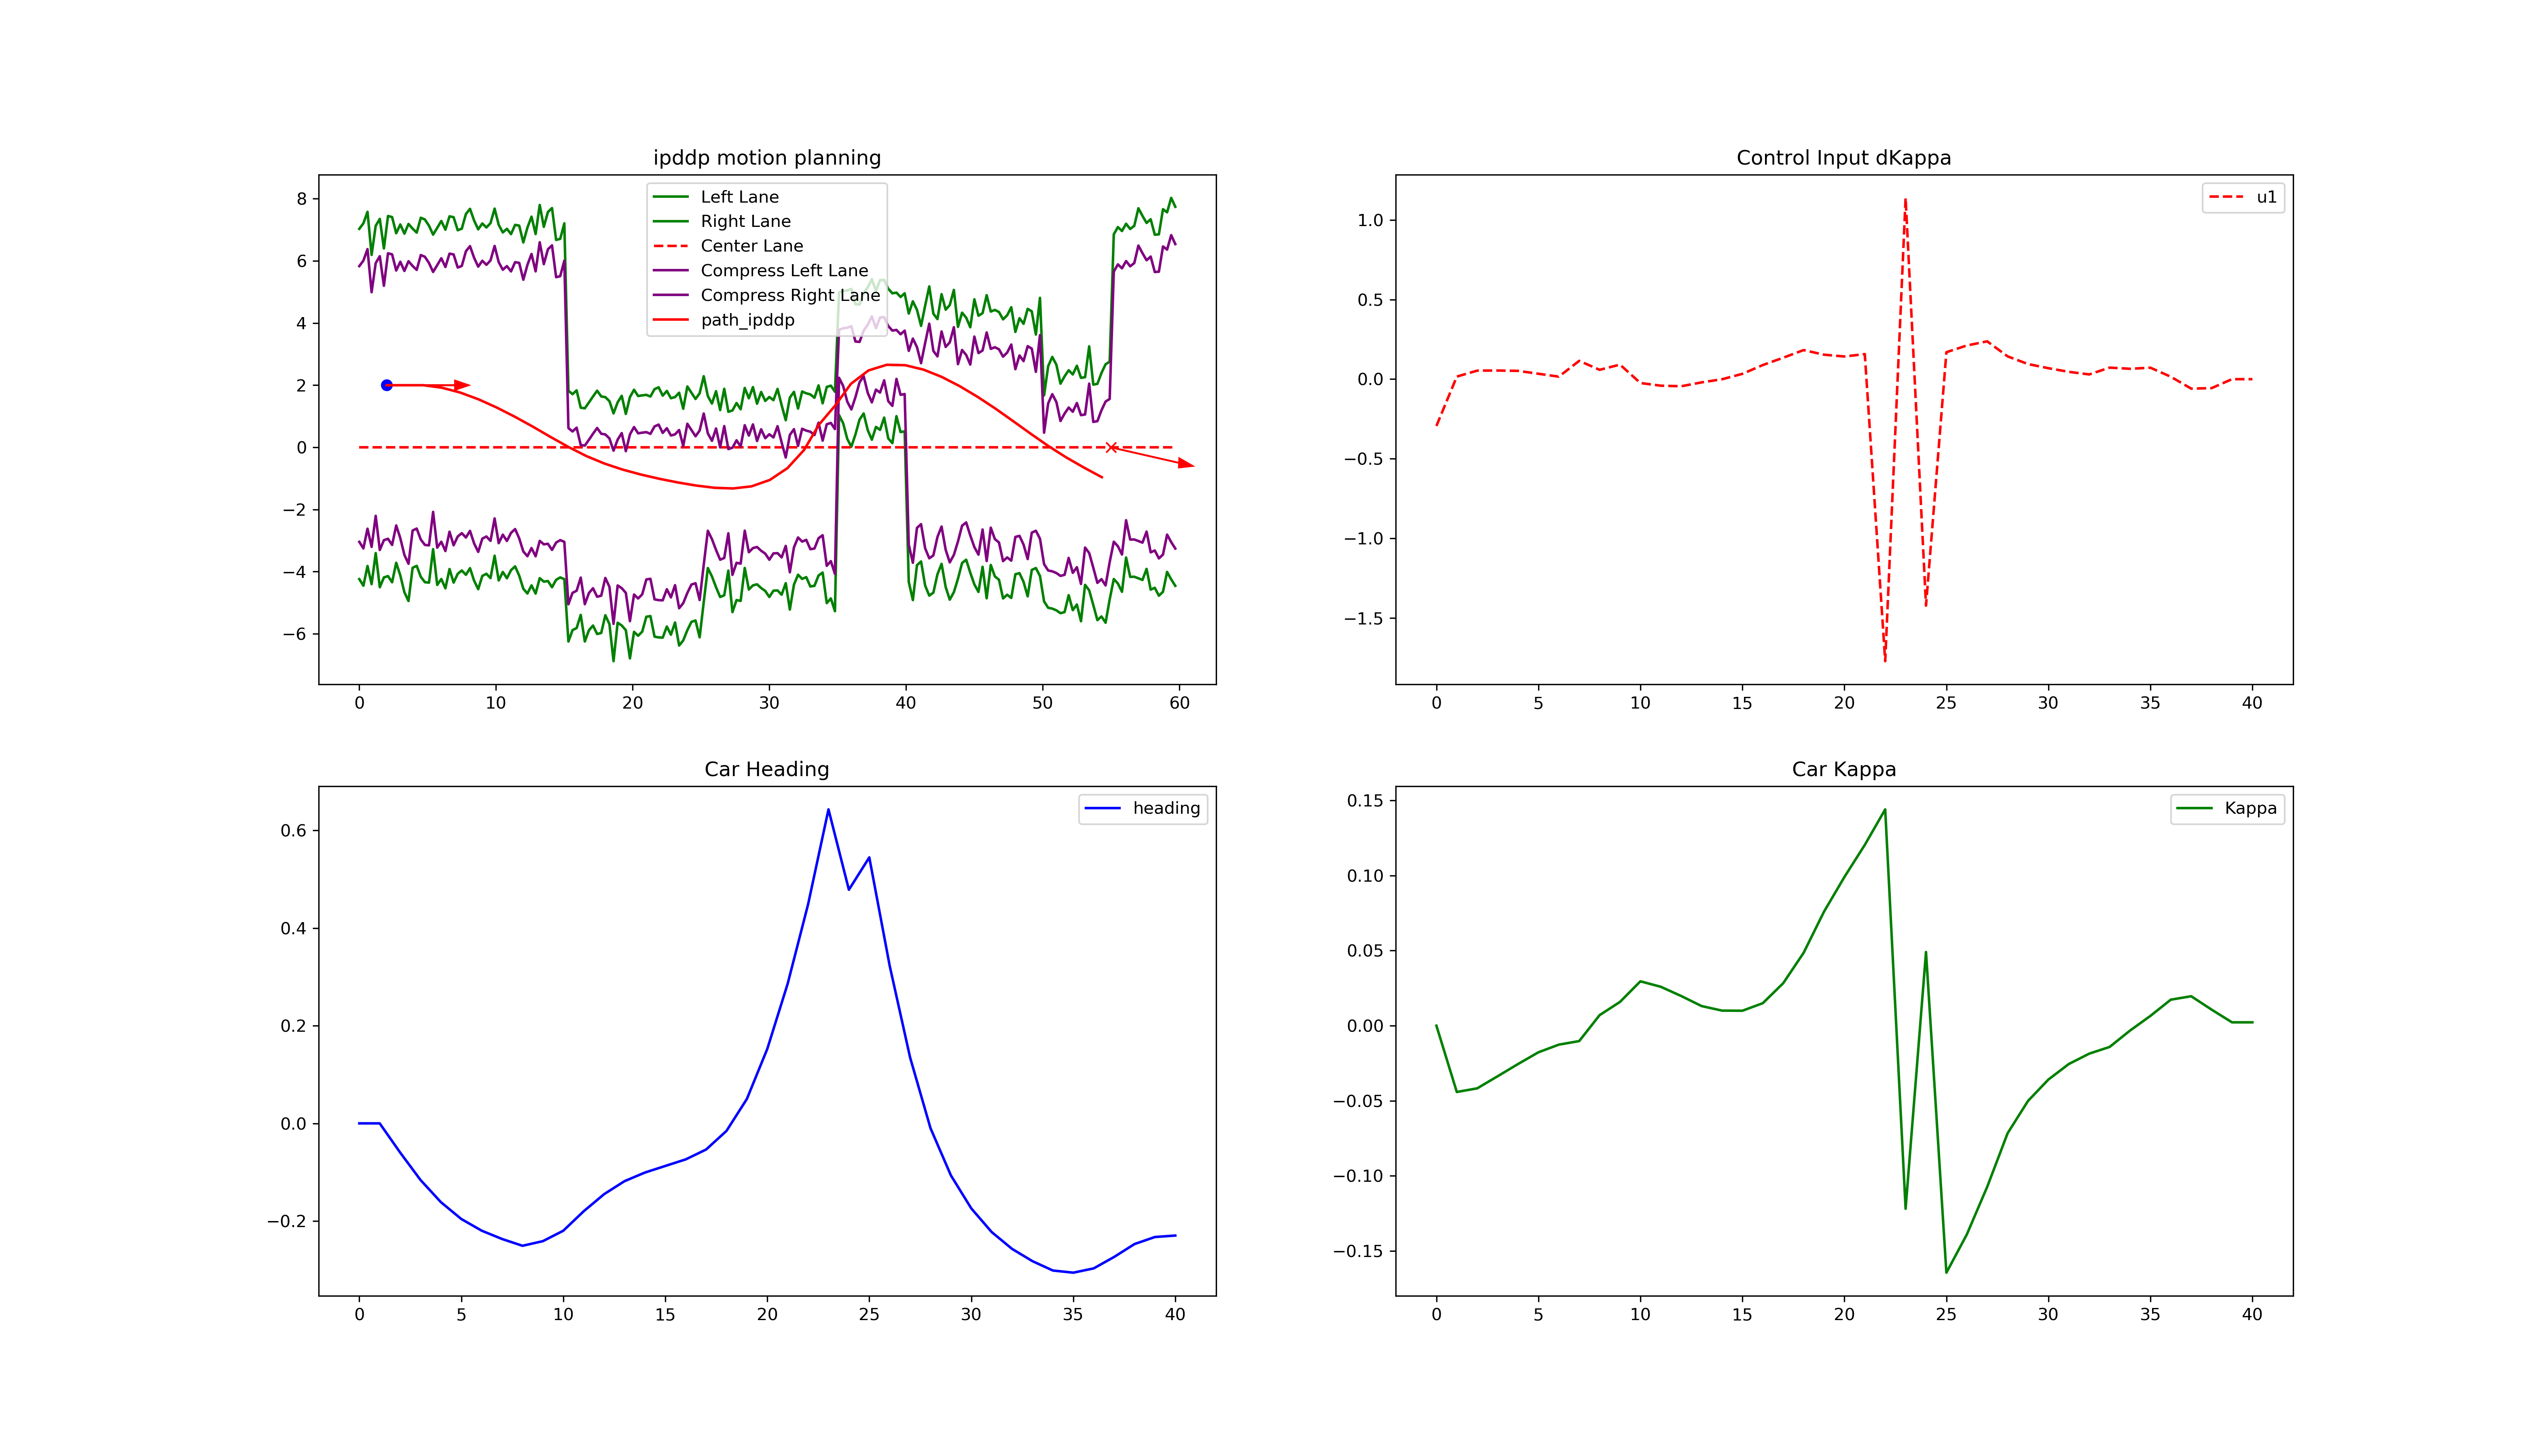 ipddp motion planning
8
6
4
2
0
−2
−4
−6
0 10 20 30 40 50 60
Left Lane
Right Lane
Center Lane
Compress Left Lane
Compress Right Lane
path_ipddp
Control Input dKappa
1.0
0.5
0.0
−0.5
−1.0
−1.5
0 5 10 15 20 25 30 35 40
u1
Car Heading
0.6
0.4
0.2
0.0
−0.2
0 5 10 15 20 25 30 35 40
heading
Car Kappa
0.15
0.10
0.05
0.00
−0.05
−0.10
−0.15
0 5 10 15 20 25 30 35 40
Kappa